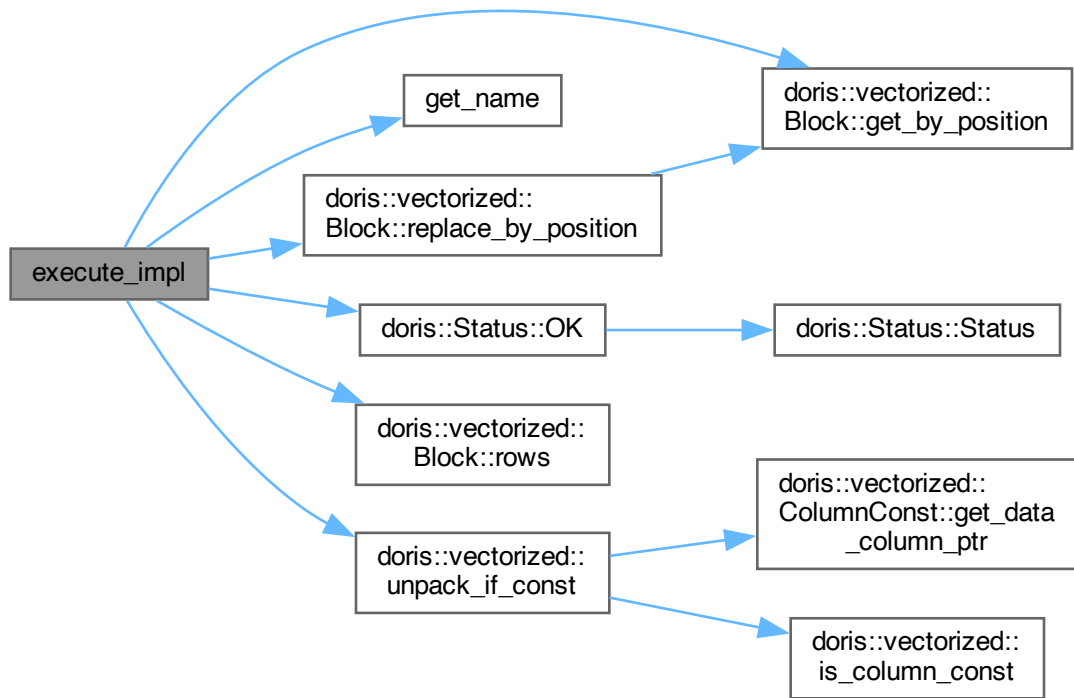 execute_impl
get_name
doris::vectorized::
Block::get_by_position
doris::vectorized::
Block::replace_by_position
doris::Status::OK
doris::Status::Status
doris::vectorized::
Block::rows
doris::vectorized::
unpack_if_const
doris::vectorized::
ColumnConst::get_data
_column_ptr
doris::vectorized::
is_column_const